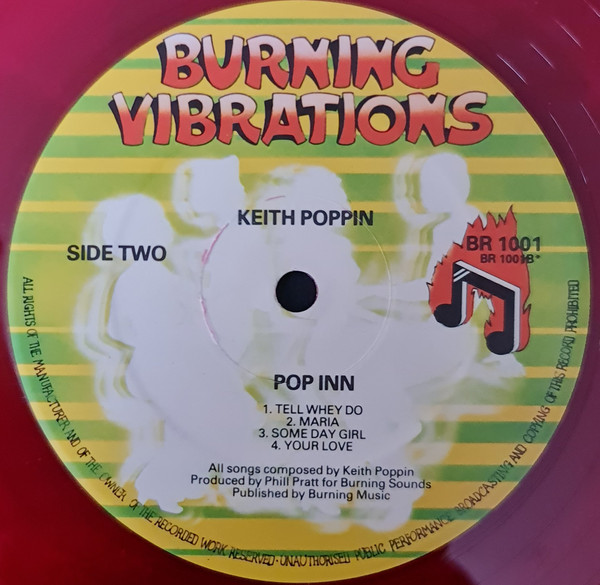 BURNING
VIBRATIONS
KEITH POPPIN
SIDE TWO
BR 1001
BR 1001B*
POP INN
1. TELL WHEY DO
2. MARIA
3. SOME DAY GIRL
4. YOUR LOVE
All songs composed by Keith Poppin
Produced by Phill Pratt for Burning Sounds
Published by Burning Music
ALL RIGHTS OF THE MANUFACTURER AND OF THE OWNER OF THE RECORDED WORK RESERVED · UNAUTHORISED PUBLIC PERFORMANCE BROADCASTING AND COPYING OF THIS RECORD PROHIBITED